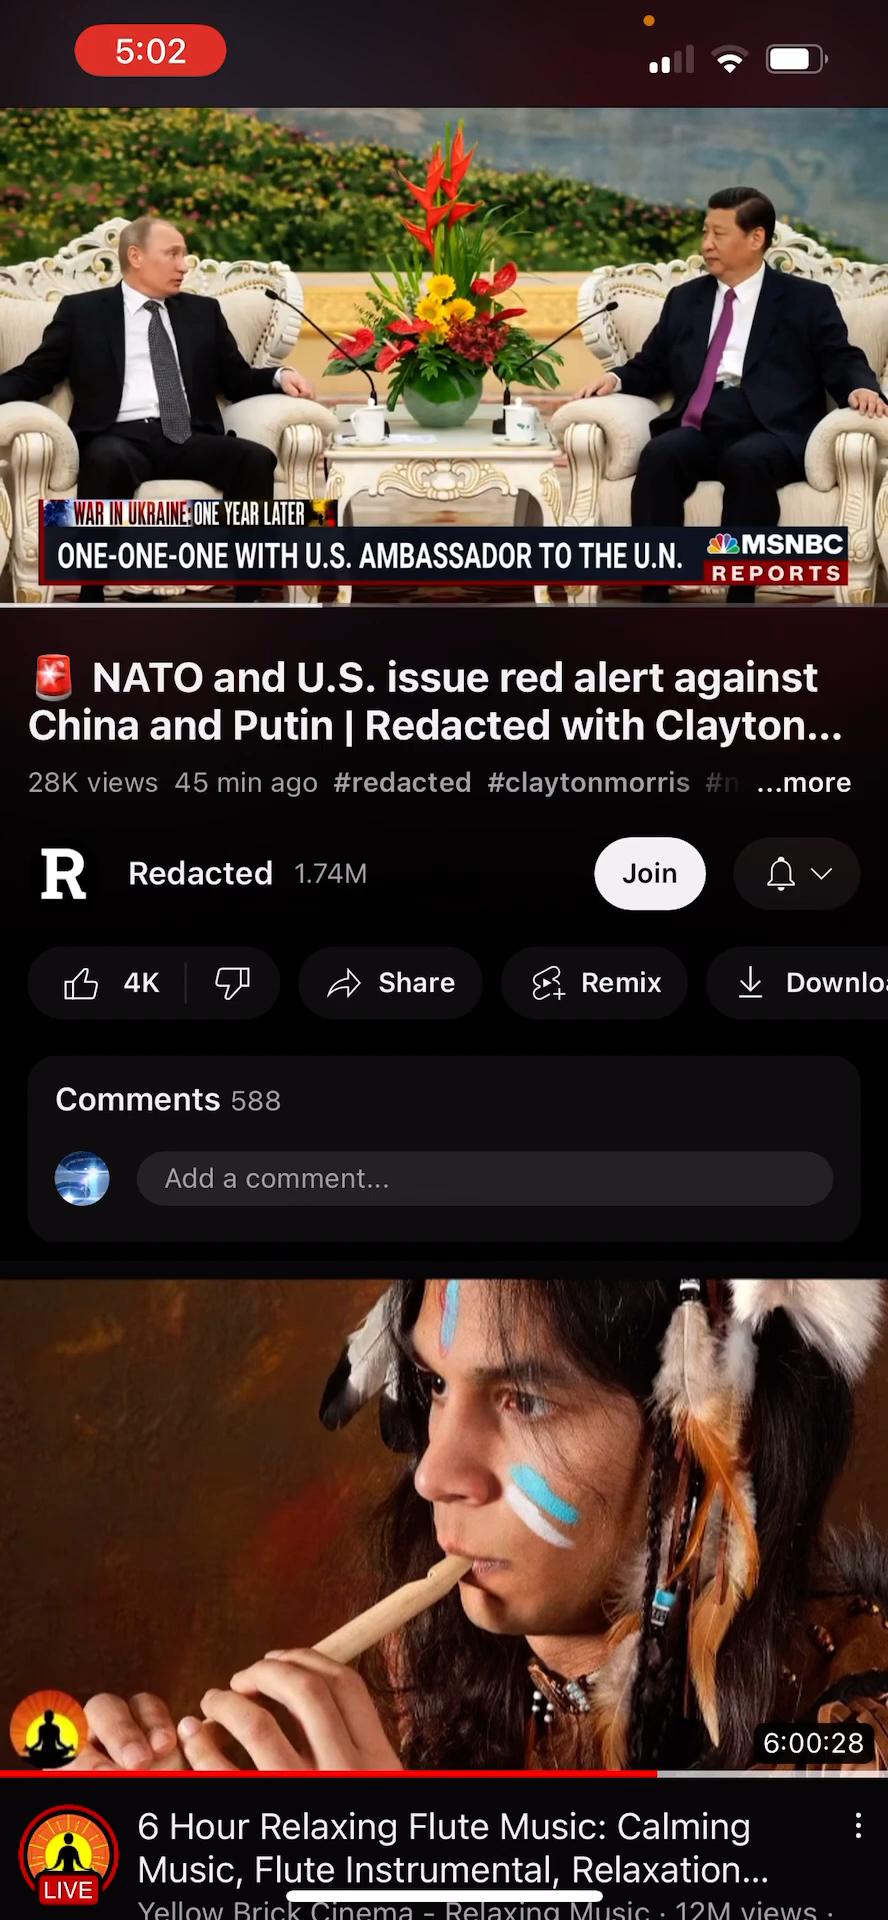 5:02
WAR IN UKRAINE: ONE YEAR LATER
ONE-ONE-ONE WITH U.S. AMBASSADOR TO THE U.N.
MSNBC
REPORTS
🚨 NATO and U.S. issue red alert against
China and Putin | Redacted with Clayton...
28K views 45 min ago #redacted #claytonmorris #n ...more
R
Redacted 1.74M
Join
4K
Share
Remix
Downloa
Comments 588
Add a comment...
6:00:28
6 Hour Relaxing Flute Music: Calming
Music, Flute Instrumental, Relaxation...
LIVE
Yellow Brick Cinema - Relaxing Music · 12M views ·